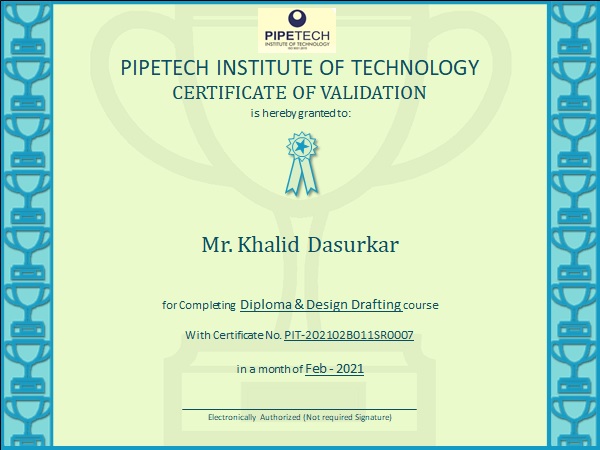 PIPETECH
INSTITUTE OF TECHNOLOGY
PIPETECH INSTITUTE OF TECHNOLOGY
CERTIFICATE OF VALIDATION
is hereby granted to:
Mr. Khalid Dasurkar
for Completing Diploma & Design Drafting course
With Certificate No. PIT-202102B011SR0007
in a month of Feb - 2021
Electronically Authorized (Not required Signature)